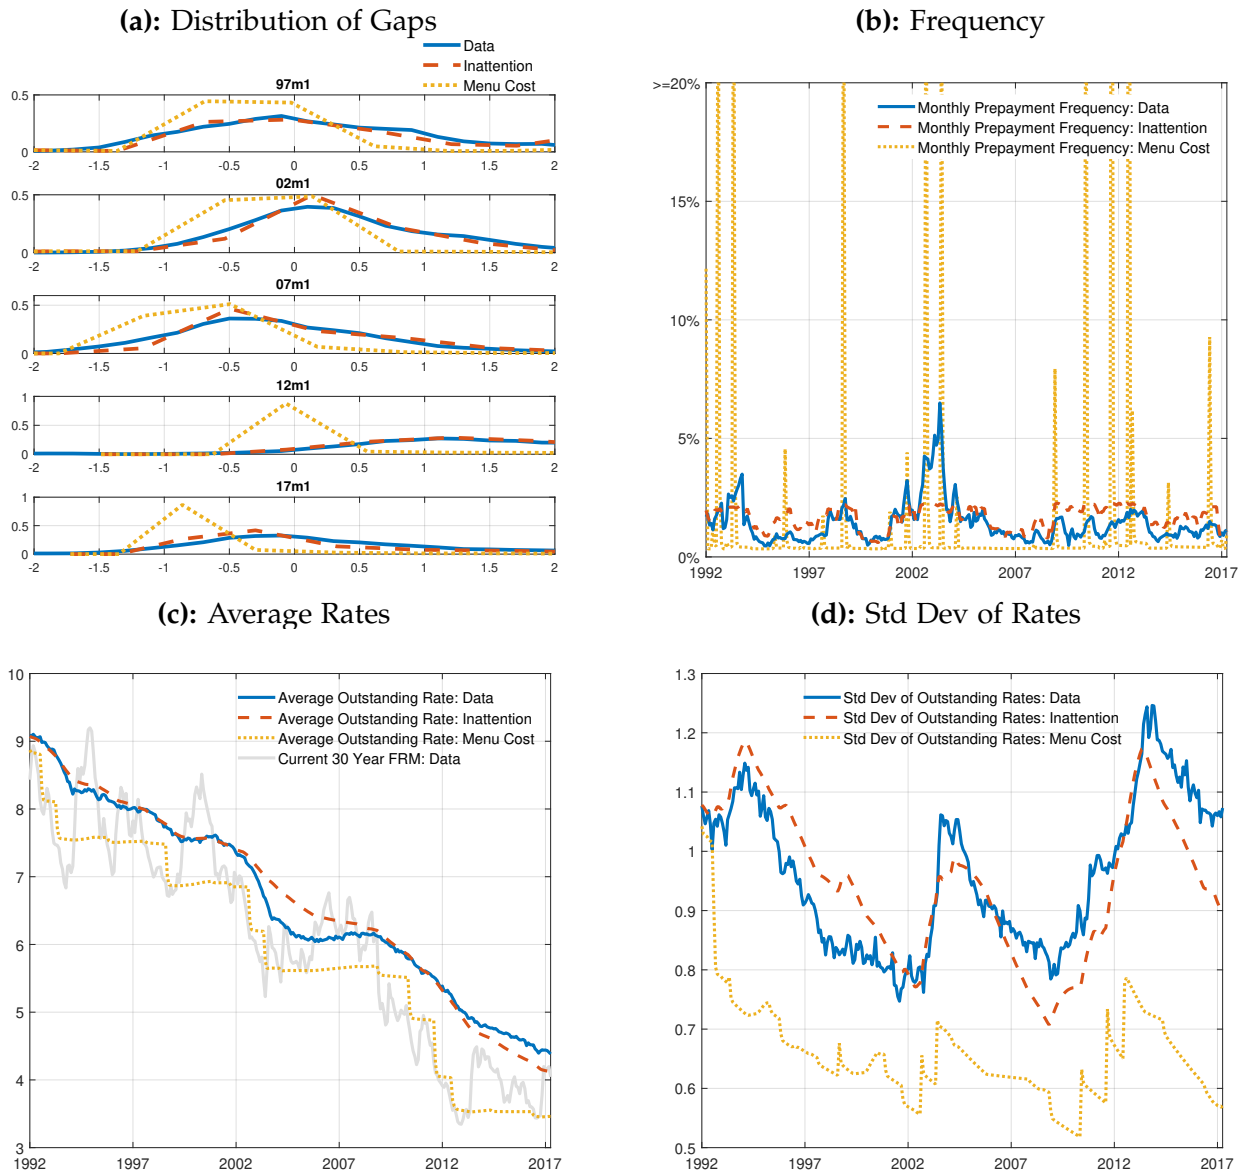 (a): Distribution of Gaps
Data
Inattention
Menu Cost
97m1
0.5
0
-2 -1.5 -1 -0.5 0 0.5 1 1.5 2
02m1
0.5
0
-2 -1.5 -1 -0.5 0 0.5 1 1.5 2
07m1
0.5
0
-2 -1.5 -1 -0.5 0 0.5 1 1.5 2
12m1
1
0.5
0
-2 -1.5 -1 -0.5 0 0.5 1 1.5 2
17m1
1
0.5
0
-2 -1.5 -1 -0.5 0 0.5 1 1.5 2
(b): Frequency
>=20%
Monthly Prepayment Frequency: Data
Monthly Prepayment Frequency: Inattention
Monthly Prepayment Frequency: Menu Cost
15%
10%
5%
0%
1992 1997 2002 2007 2012 2017
(c): Average Rates
10
Average Outstanding Rate: Data
Average Outstanding Rate: Inattention
Average Outstanding Rate: Menu Cost
Current 30 Year FRM: Data
9
8
7
6
5
4
3
1992 1997 2002 2007 2012 2017
(d): Std Dev of Rates
1.3
Std Dev of Outstanding Rates: Data
Std Dev of Outstanding Rates: Inattention
Std Dev of Outstanding Rates: Menu Cost
1.2
1.1
1
0.9
0.8
0.7
0.6
0.5
1992 1997 2002 2007 2012 2017